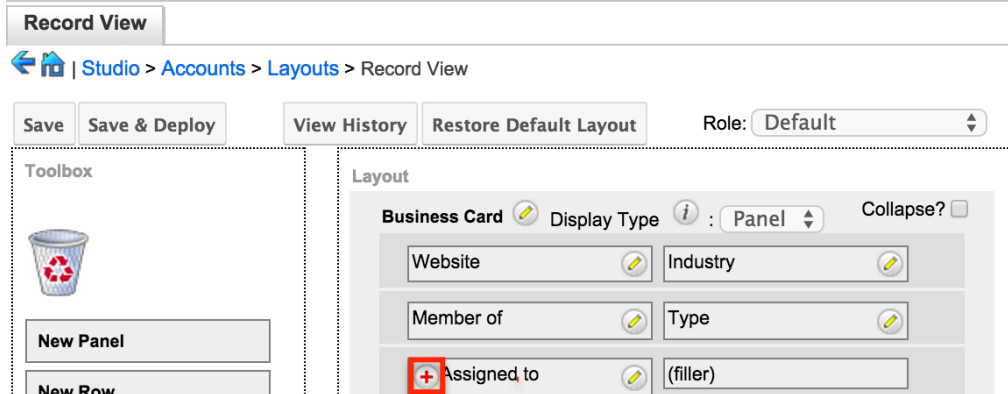 Record View
| Studio > Accounts > Layouts > Record View
Save Save & Deploy View History Restore Default Layout Role: Default
Toolbox
Layout
Business Card Display Type i : Panel Collapse?
Website Industry
Member of Type
New Panel
Assigned to (filler)
New Row